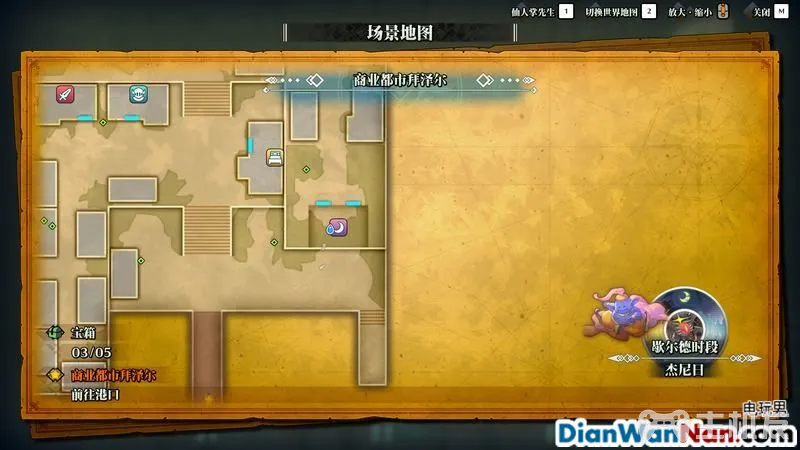 仙人掌先生 1 切换世界地图 2 放大·缩小 关闭 M
场景地图
商业都市拜泽尔
宝箱
03/05
商业都市拜泽尔
前往港口
歇尔德时段
杰尼日
电玩男
DianWanNan.com